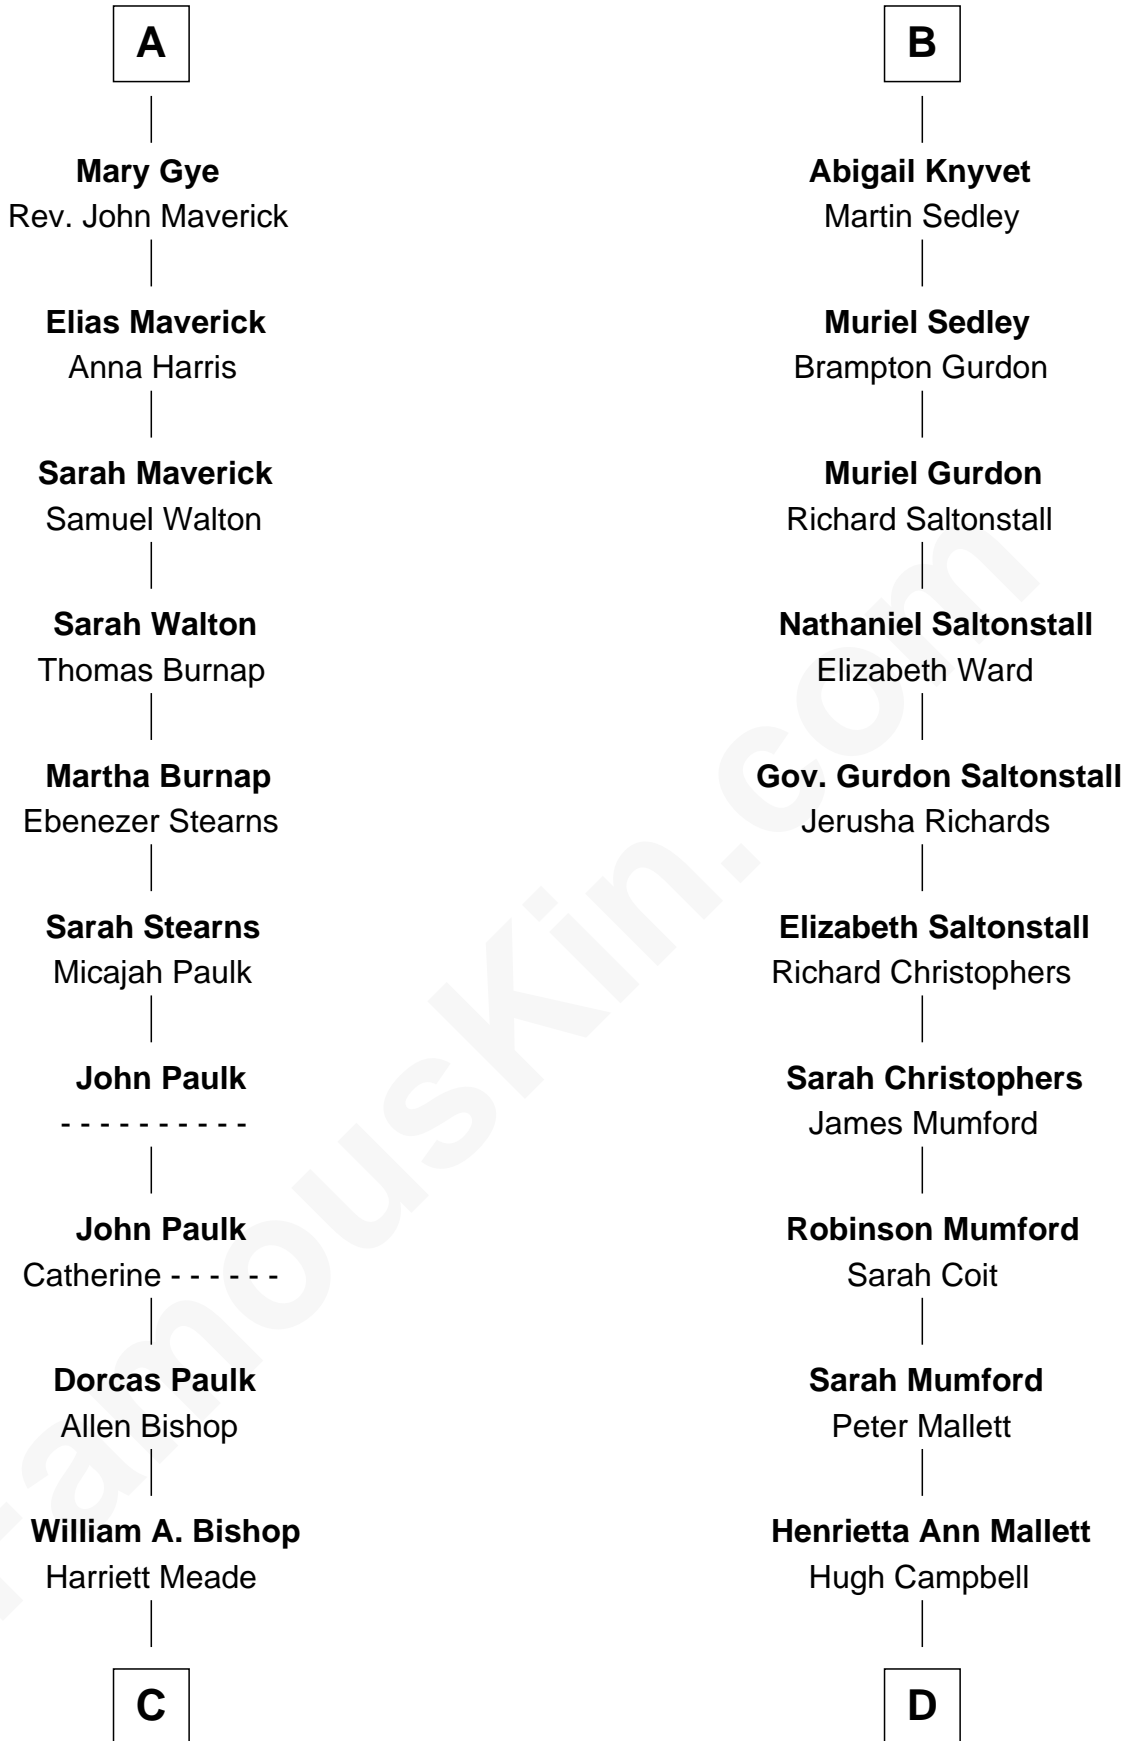 A
Mary Gye
Rev. John Maverick
Elias Maverick
Anna Harris
Sarah Maverick
Samuel Walton
Sarah Walton
Thomas Burnap
Martha Burnap
Ebenezer Stearns
Sarah Stearns
Micajah Paulk
John Paulk
- - - - - - - - - -
John Paulk
Catherine - - - - - -
Dorcas Paulk
Allen Bishop
William A. Bishop
Harriett Meade
C
B
Abigail Knyvet
Martin Sedley
Muriel Sedley
Brampton Gurdon
Muriel Gurdon
Richard Saltonstall
Nathaniel Saltonstall
Elizabeth Ward
Gov. Gurdon Saltonstall
Jerusha Richards
Elizabeth Saltonstall
Richard Christophers
Sarah Christophers
James Mumford
Robinson Mumford
Sarah Coit
Sarah Mumford
Peter Mallett
Henrietta Ann Mallett
Hugh Campbell
D
FamousKin.com